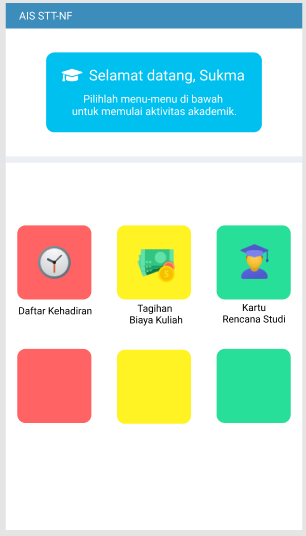 AIS STT-NF
Selamat datang, Sukma
Pilihlah menu-menu di bawah
untuk memulai aktivitas akademik.
Daftar Kehadiran
Tagihan
Biaya Kuliah
Kartu
Rencana Studi